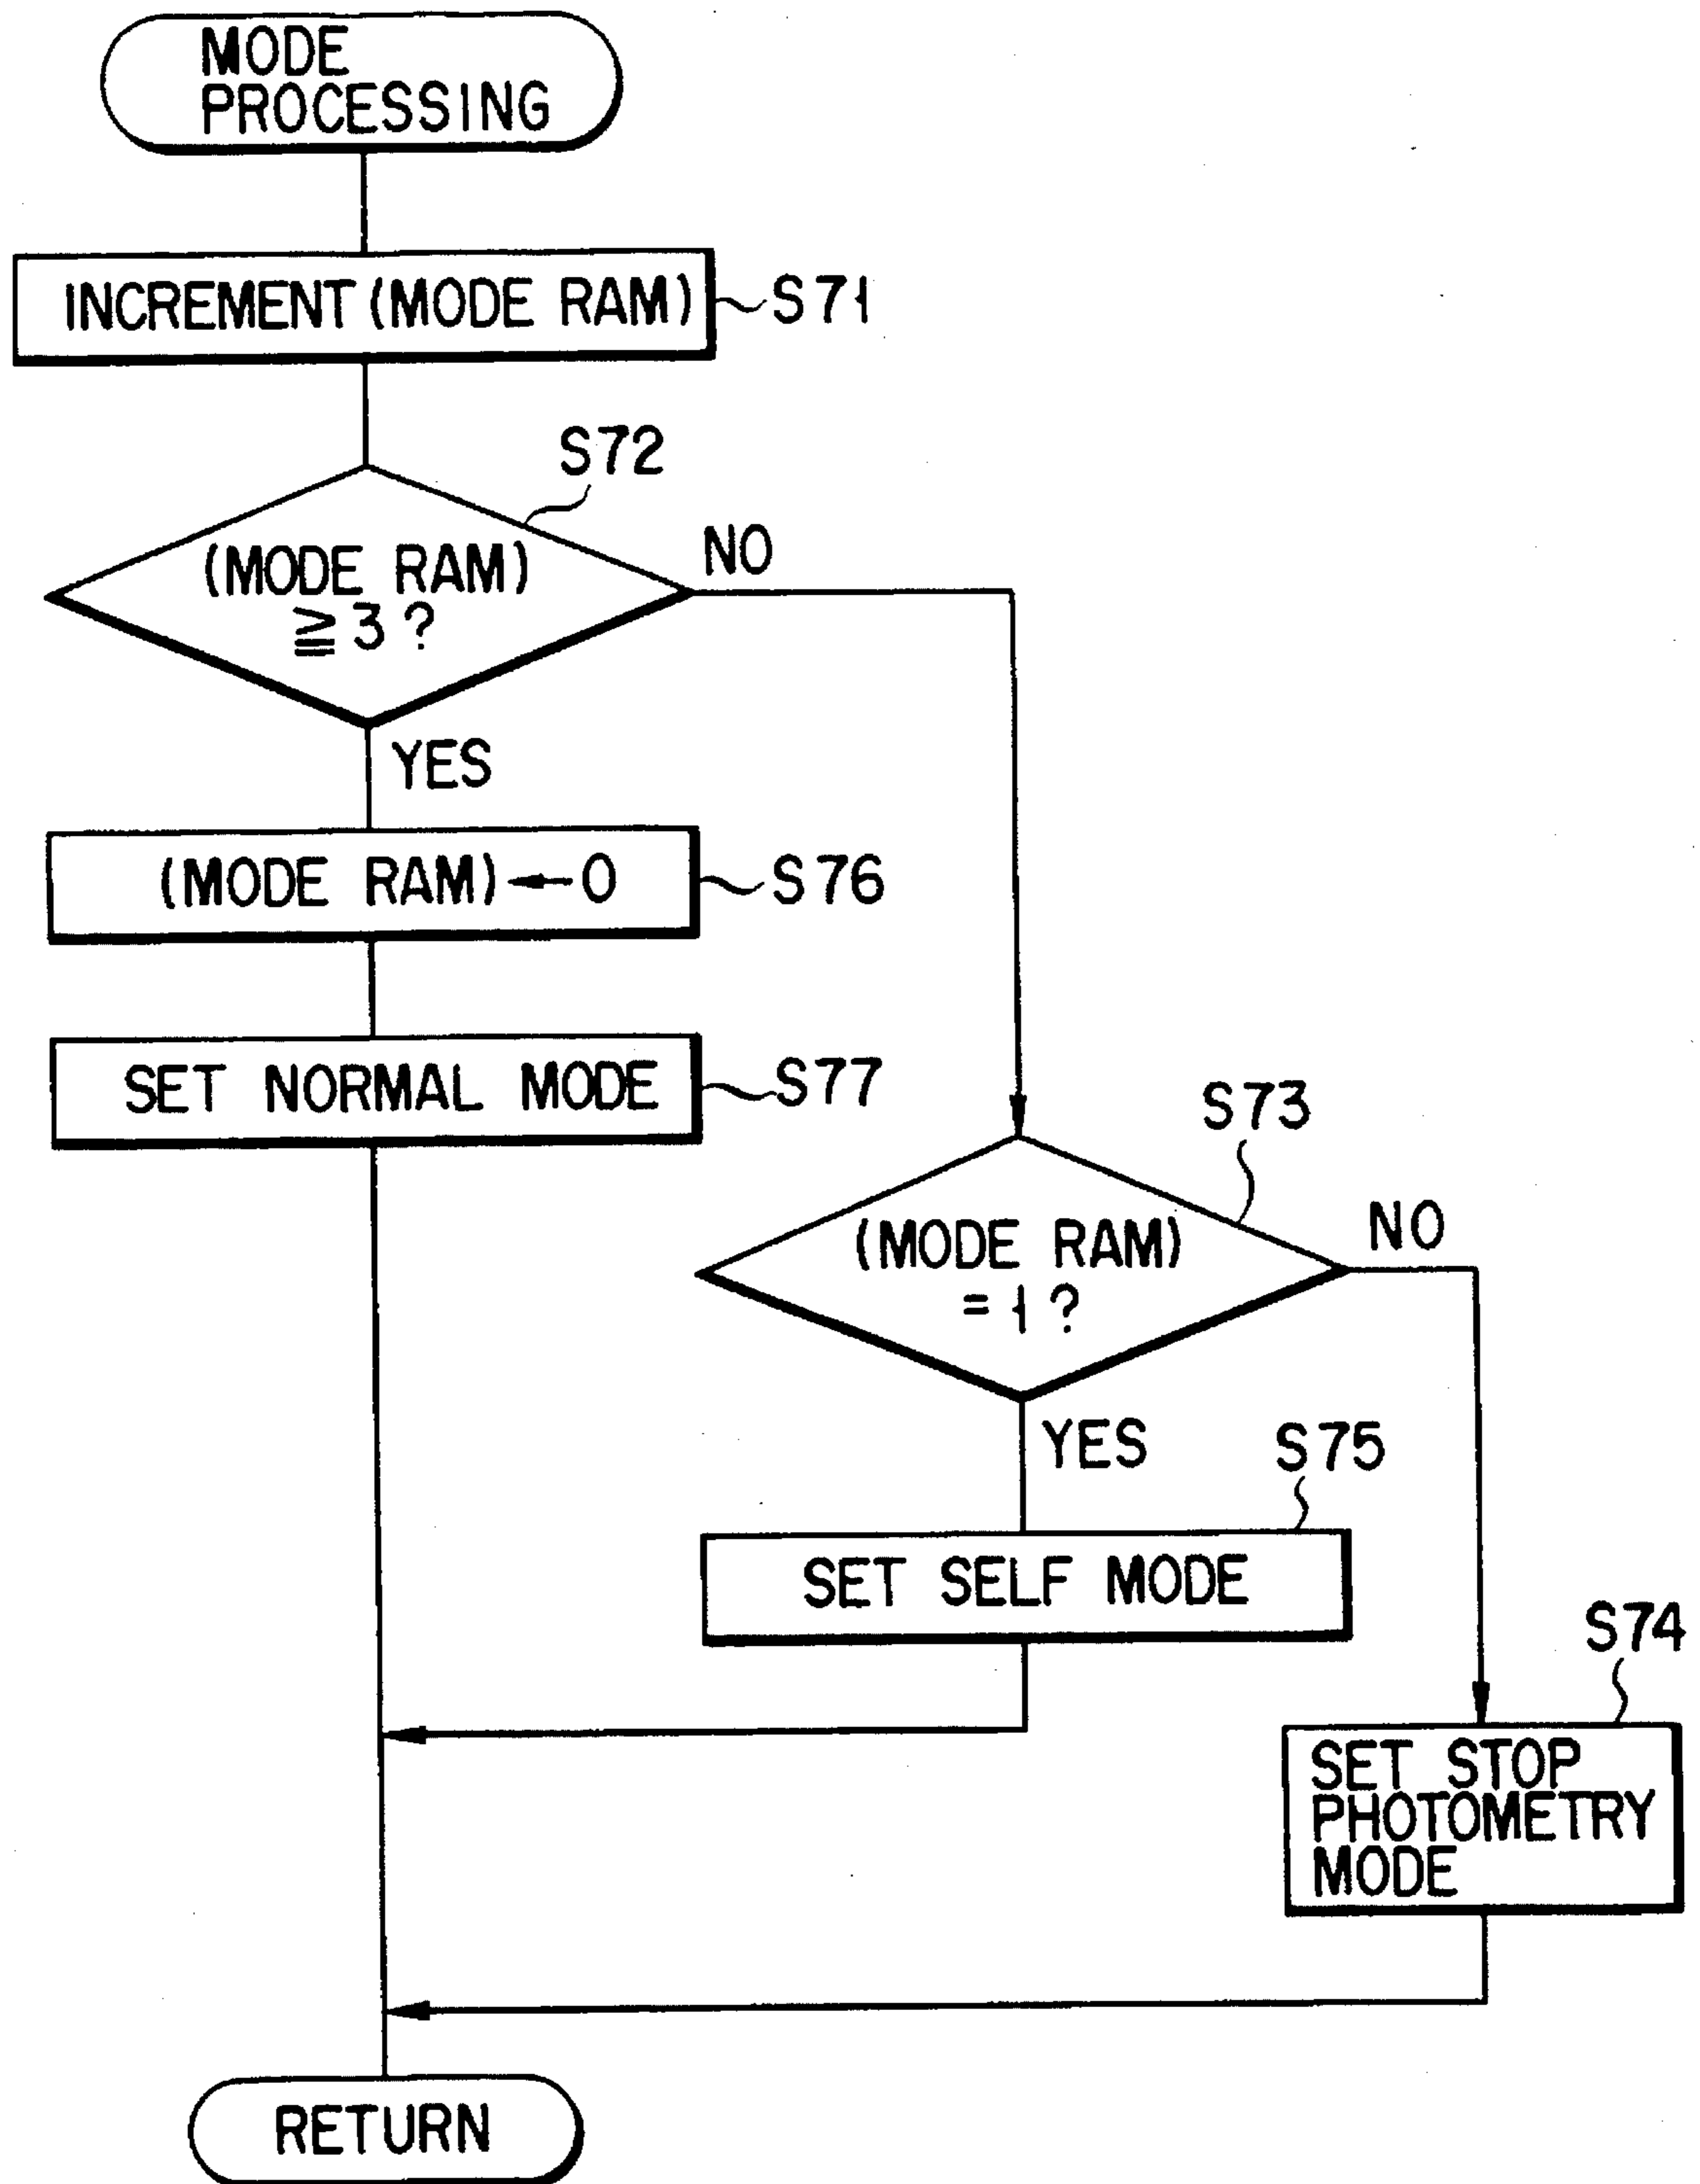 MODE
PROCESSING
INCREMENT (MODE RAM)
S71
S72
(MODE RAM)
≧ 3 ?
NO
YES
(MODE RAM) ← 0
S76
SET NORMAL MODE
S77
S73
(MODE RAM)
= 1 ?
NO
YES
S75
SET SELF MODE
S74
SET STOP
PHOTOMETRY
MODE
RETURN